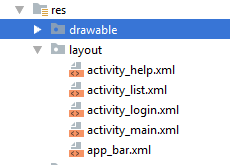 res
drawable
layout
activity_help.xml
activity_list.xml
activity_login.xml
activity_main.xml
app_bar.xml